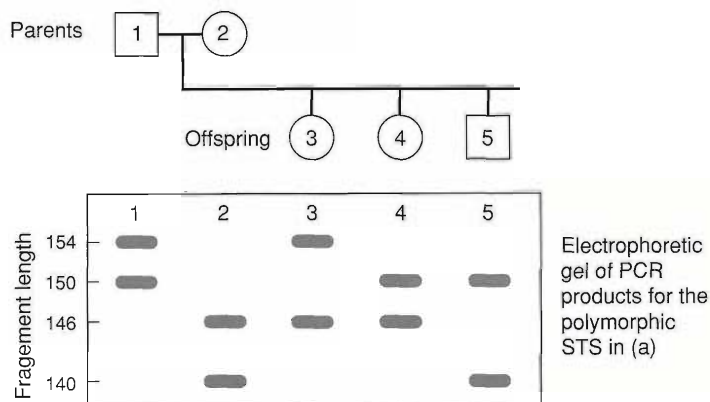 Parents 1 2
Offspring 3 4 5
Fragement length
1 2 3 4 5
154
150
146
140
Electrophoretic
gel of PCR
products for the
polymorphic
STS in (a)